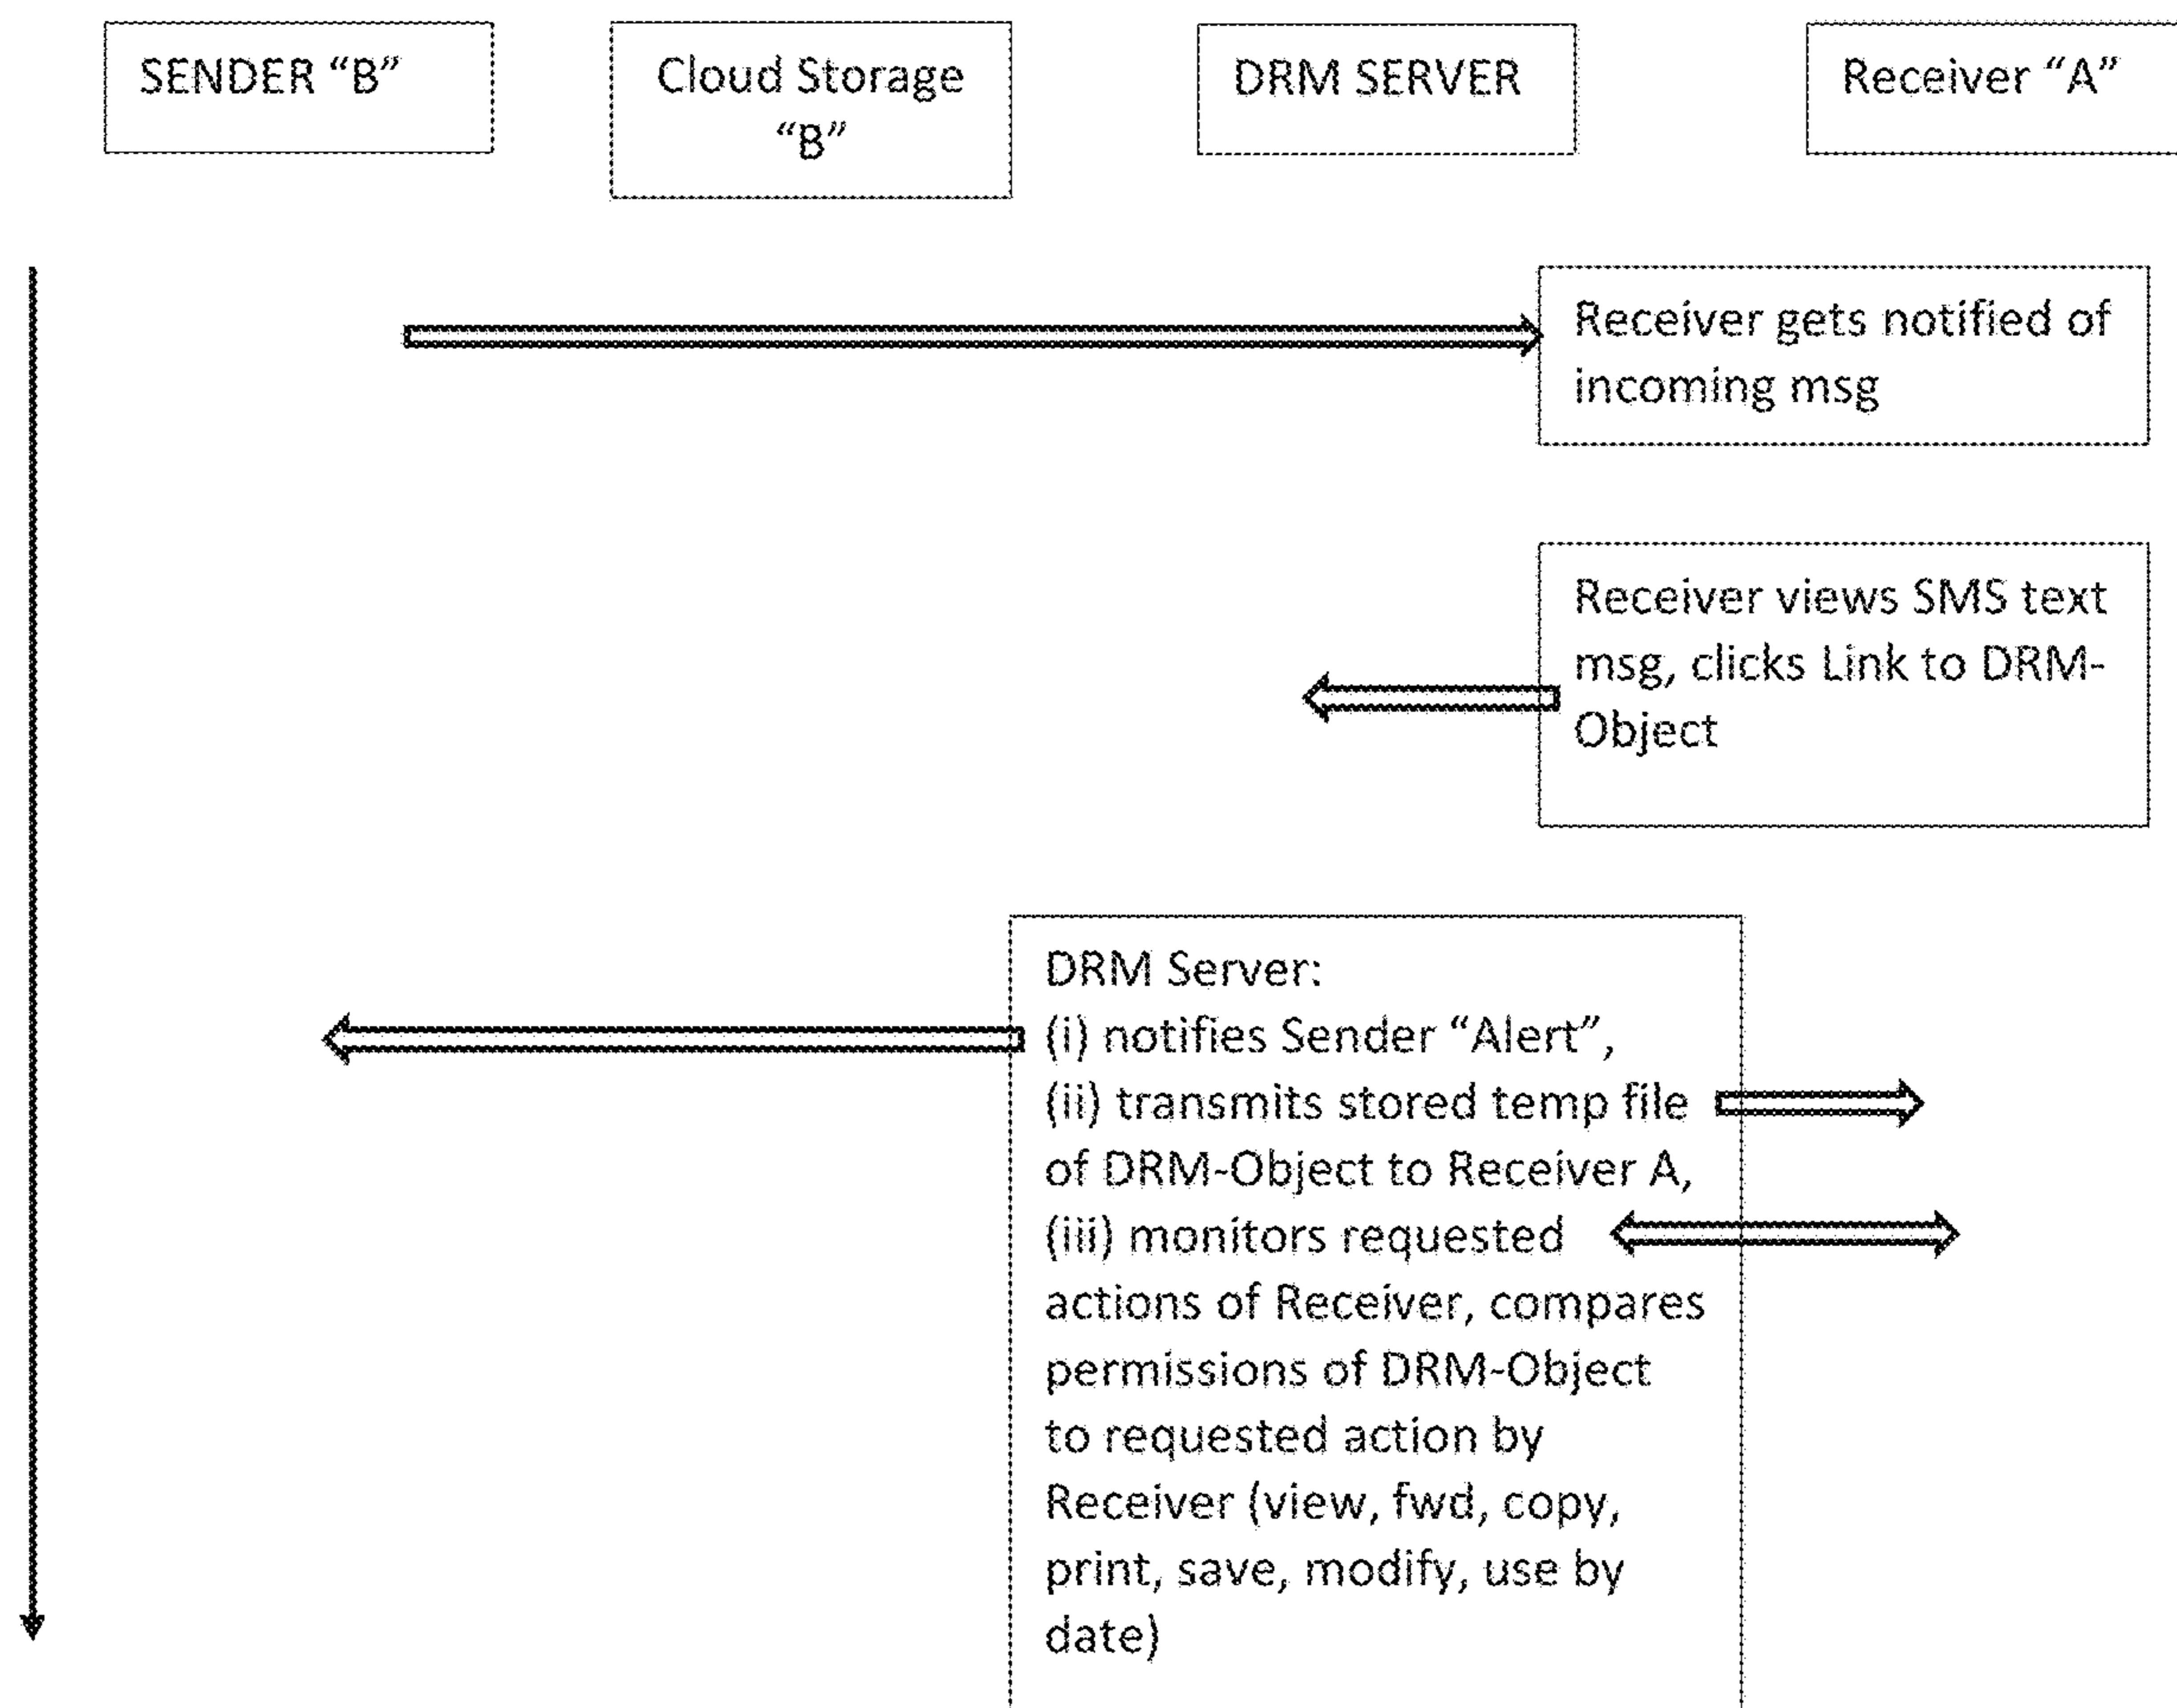 SENDER “B”
Cloud Storage
“B”
DRM SERVER
Receiver “A”
Receiver gets notified of
incoming msg
Receiver views SMS text
msg, clicks Link to DRM-
Object
DRM Server:
(i) notifies Sender “Alert”,
(ii) transmits stored temp file
of DRM-Object to Receiver A,
(iii) monitors requested
actions of Receiver, compares
permissions of DRM-Object
to requested action by
Receiver (view, fwd, copy,
print, save, modify, use by
date)